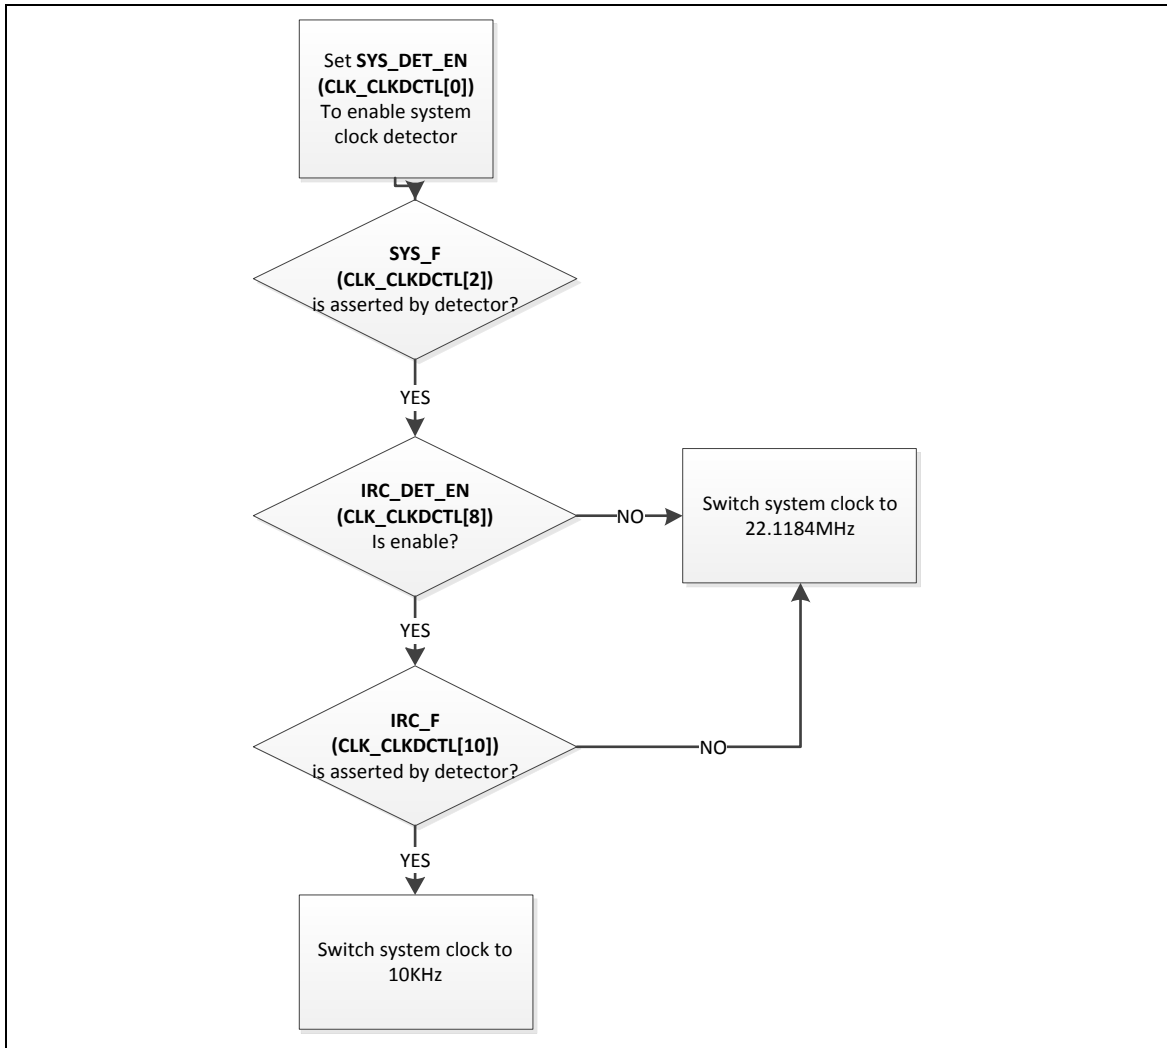 Set SYS_DET_EN
(CLK_CLKDCTL[0])
To enable system
clock detector
SYS_F
(CLK_CLKDCTL[2])
is asserted by detector?
YES
IRC_DET_EN
(CLK_CLKDCTL[8])
Is enable?
NO
Switch system clock to
22.1184MHz
YES
IRC_F
(CLK_CLKDCTL[10])
is asserted by detector?
NO
YES
Switch system clock to
10KHz